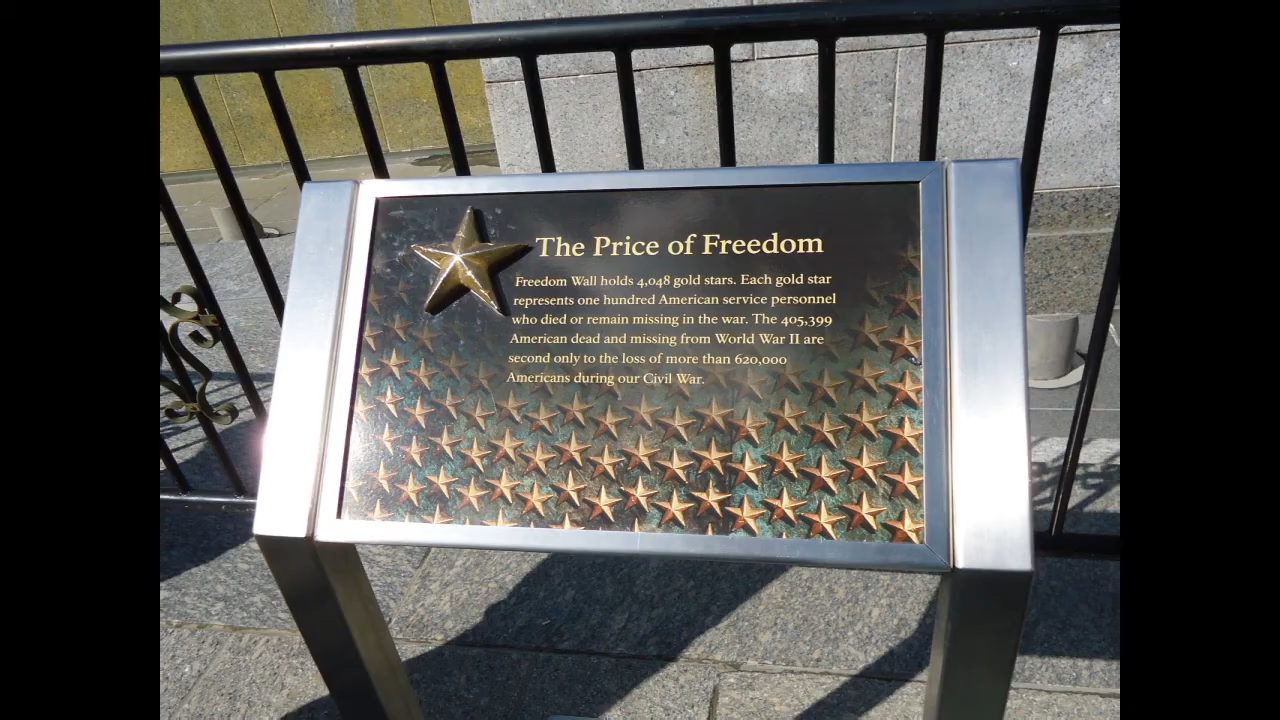 The Price of Freedom
Freedom Wall holds 4,048 gold stars. Each gold star
represents one hundred American service personnel
who died or remain missing in the war. The 405,399
American dead and missing from World War II are
second only to the loss of more than 620,000
Americans during our Civil War.